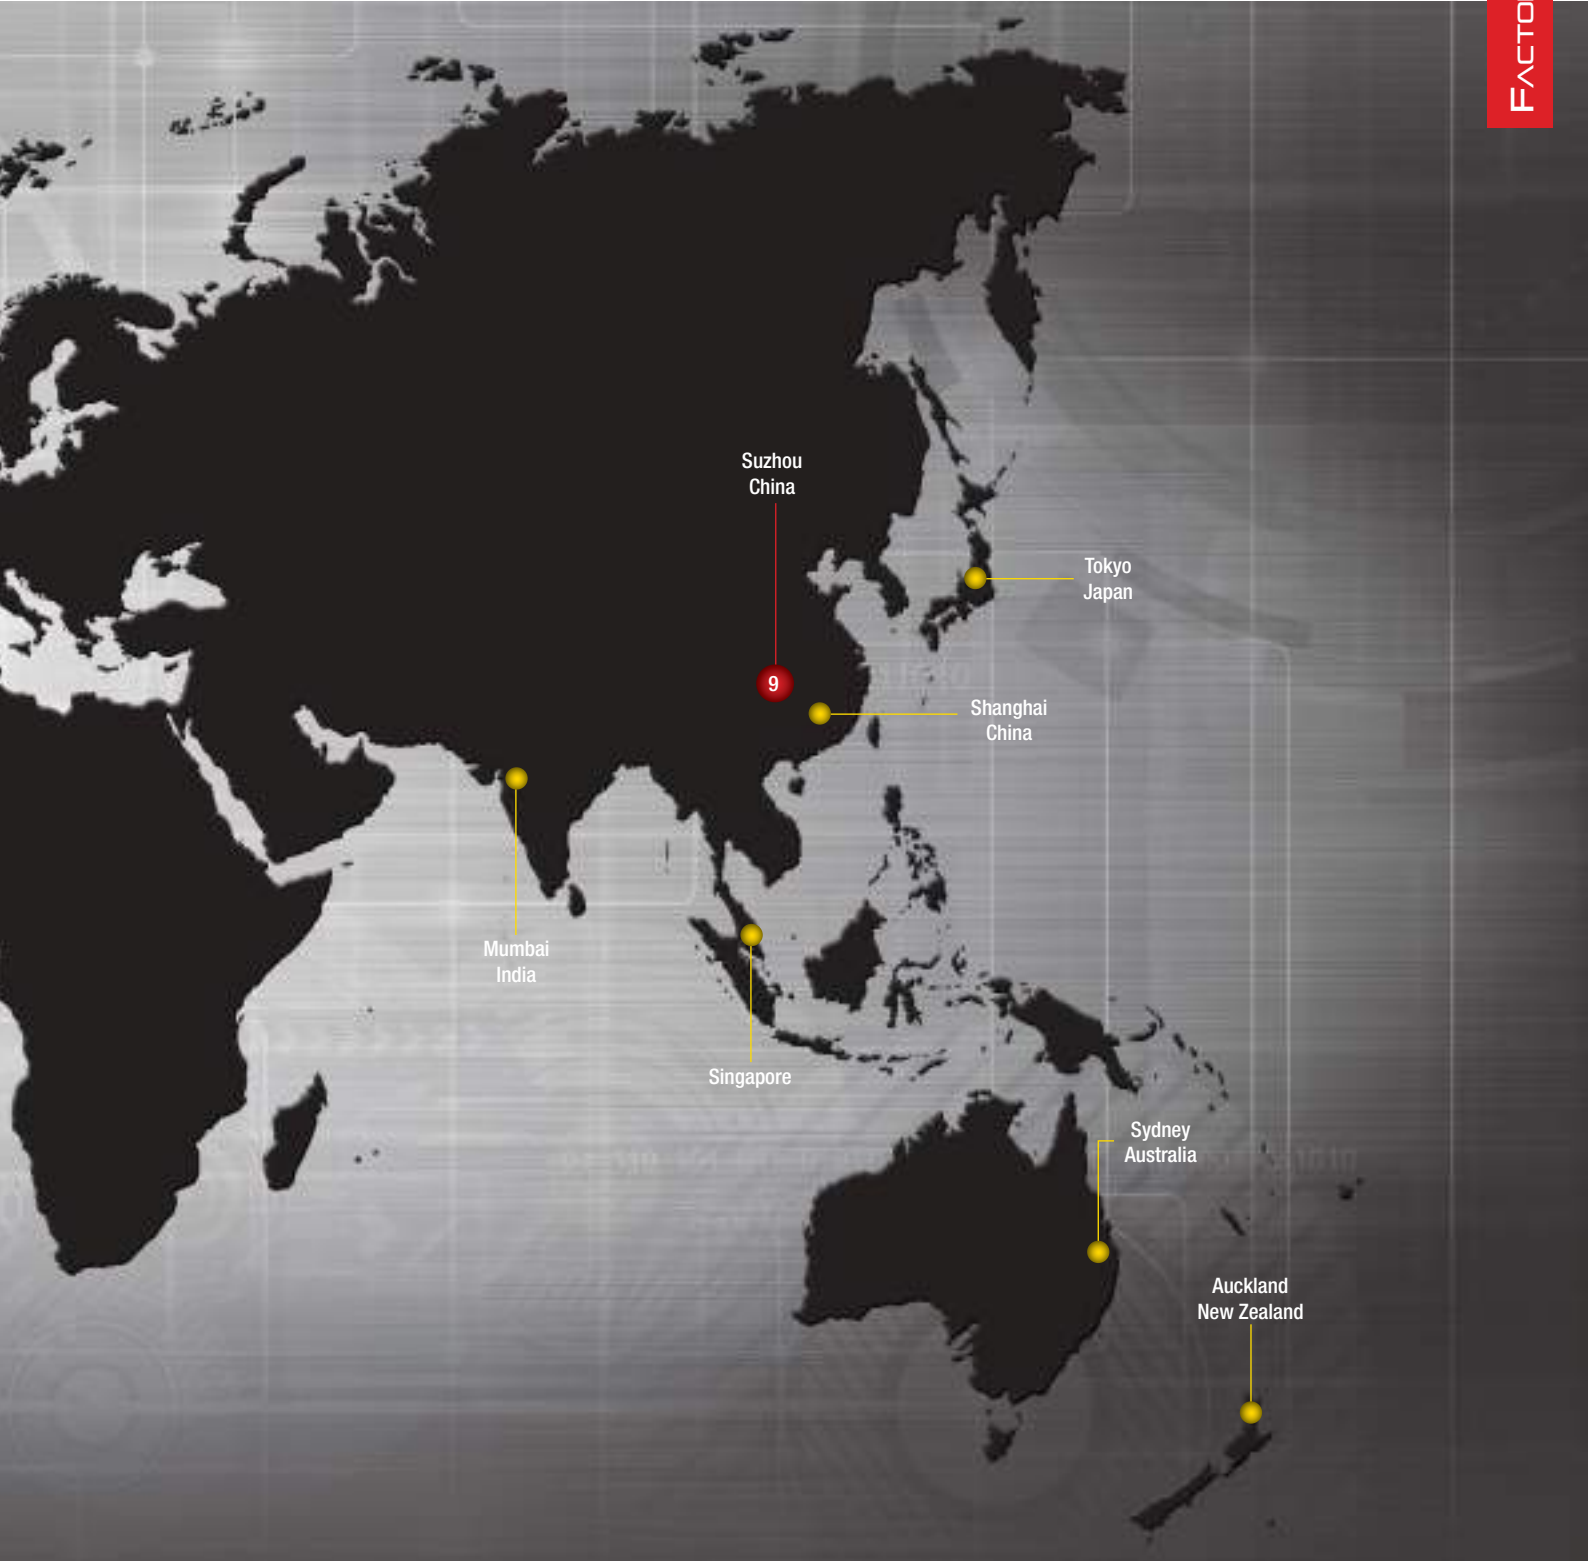 FACTO
Suzhou
China
Tokyo
Japan
9
Shanghai
China
Mumbai
India
Singapore
Sydney
Australia
Auckland
New Zealand